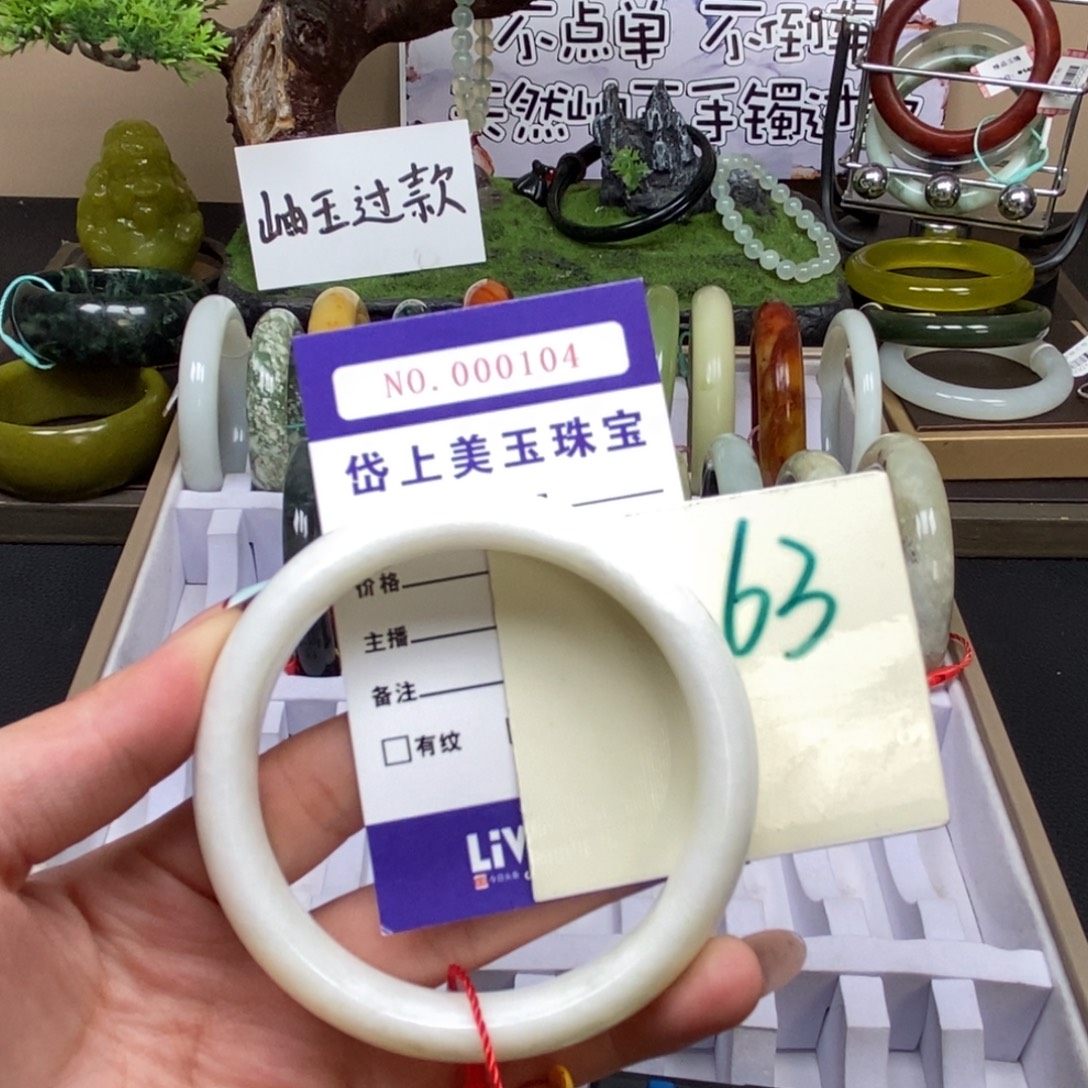 不点单 不倒
天然岫玉手镯过
岫玉过款
NO.000104
岱上美玉珠宝
价格
主播
备注
有纹
LiV
63